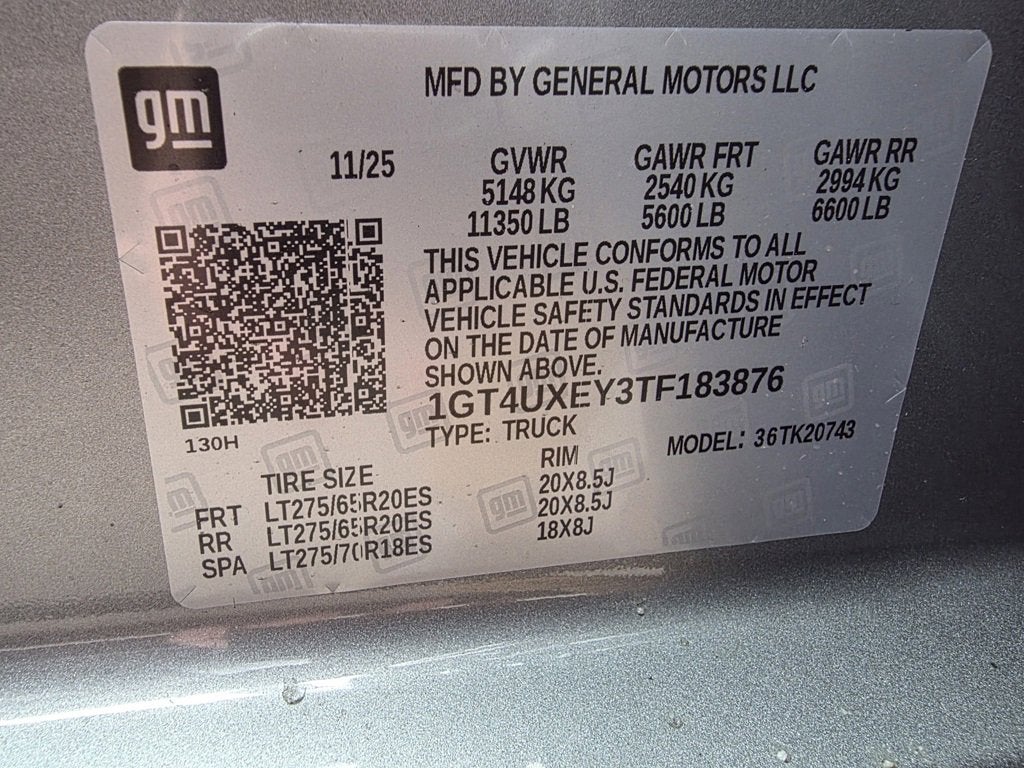 gm
MFD BY GENERAL MOTORS LLC
11/25 GVWR GAWR FRT GAWR RR
5148 KG 2540 KG 2994 KG
11350 LB 5600 LB 6600 LB
THIS VEHICLE CONFORMS TO ALL
APPLICABLE U.S. FEDERAL MOTOR
VEHICLE SAFETY STANDARDS IN EFFECT
ON THE DATE OF MANUFACTURE
SHOWN ABOVE.
1GT4UXEY3TF183876
130H
TYPE: TRUCK MODEL: 36TK20743
TIRE SIZE RIM
FRT LT275/65R20ES 20X8.5J
RR LT275/65R20ES 20X8.5J
SPA LT275/70R18ES 18X8J